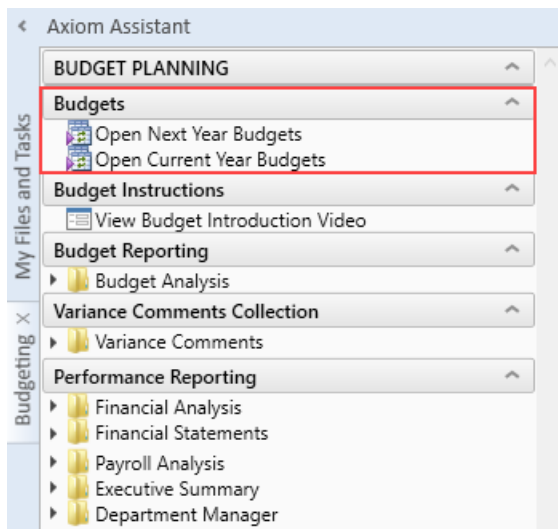 Axiom Assistant
BUDGET PLANNING
Budgets
Open Next Year Budgets
Open Current Year Budgets
Budget Instructions
View Budget Introduction Video
Budget Reporting
Budget Analysis
Variance Comments Collection
Variance Comments
Performance Reporting
Financial Analysis
Financial Statements
Payroll Analysis
Executive Summary
Department Manager
My Files and Tasks
Budgeting